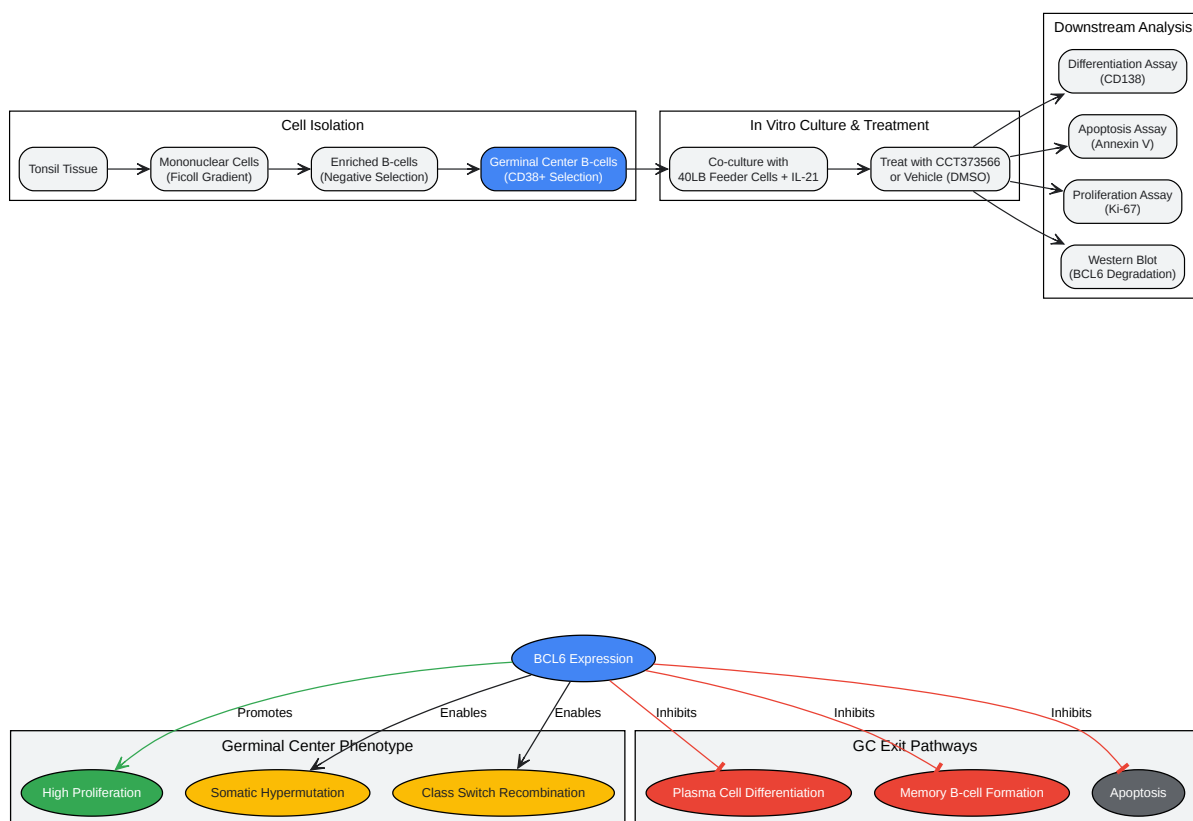 Downstream Analysis
Differentiation Assay
(CD138)
Cell Isolation
In Vitro Culture & Treatment
Apoptosis Assay
(Annexin V)
Tonsil Tissue
Mononuclear Cells
(Ficoll Gradient)
Enriched B-cells
(Negative Selection)
Germinal Center B-cells
(CD38+ Selection)
Co-culture with
40LB Feeder Cells + IL-21
Treat with CCT373566
or Vehicle (DMSO)
Proliferation Assay
(Ki-67)
Western Blot
(BCL6 Degradation)
BCL6 Expression
Promotes
Enables
Enables
Inhibits
Inhibits
Inhibits
Germinal Center Phenotype
GC Exit Pathways
High Proliferation
Somatic Hypermutation
Class Switch Recombination
Plasma Cell Differentiation
Memory B-cell Formation
Apoptosis